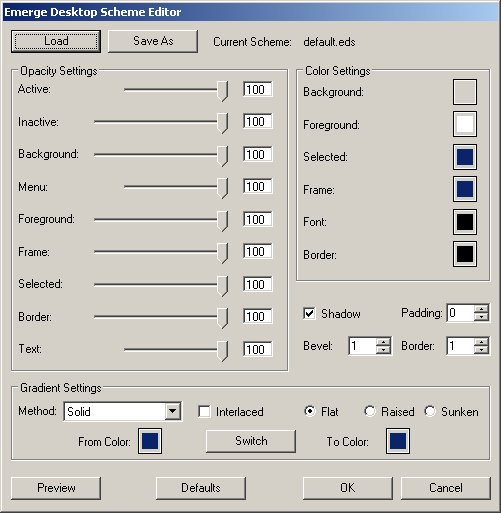 Emerge Desktop Scheme Editor
Load Save As Current Scheme: default.eds
Opacity Settings
Active: 100
Inactive: 100
Background: 100
Menu: 100
Foreground: 100
Frame: 100
Selected: 100
Border: 100
Text: 100
Color Settings
Background:
Foreground:
Selected:
Frame:
Font:
Border:
Shadow Padding: 0
Bevel: 1 Border: 1
Gradient Settings
Method: Solid Interlaced Flat Raised Sunken
From Color: Switch To Color:
Preview Defaults OK Cancel